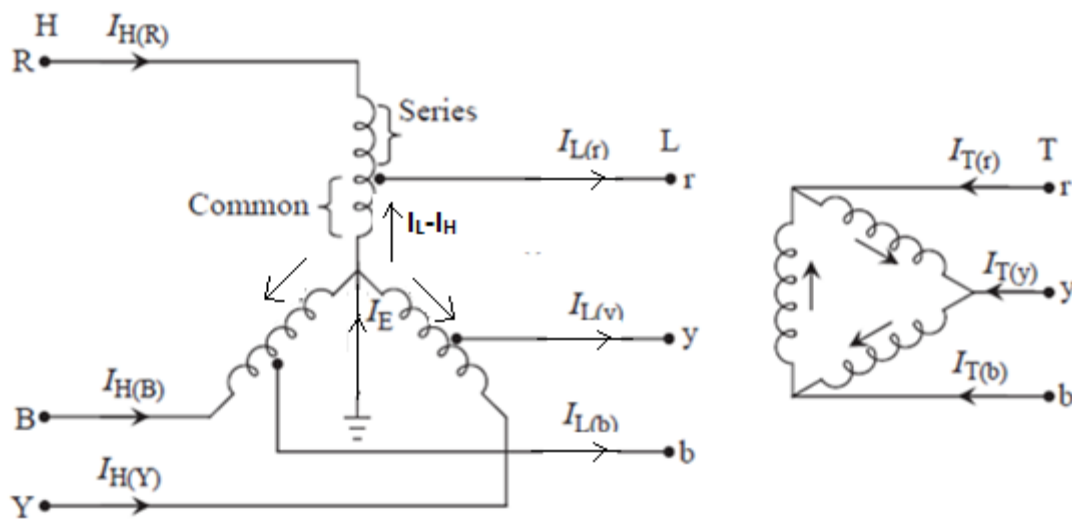 H
I_H(R)
R
Series
I_L(r)
L
r
Common
I_L-I_H
I_E
I_L(y)
y
I_H(B)
B
I_L(b)
b
I_H(Y)
Y
I_T(r)
T
r
I_T(y)
y
I_T(b)
b